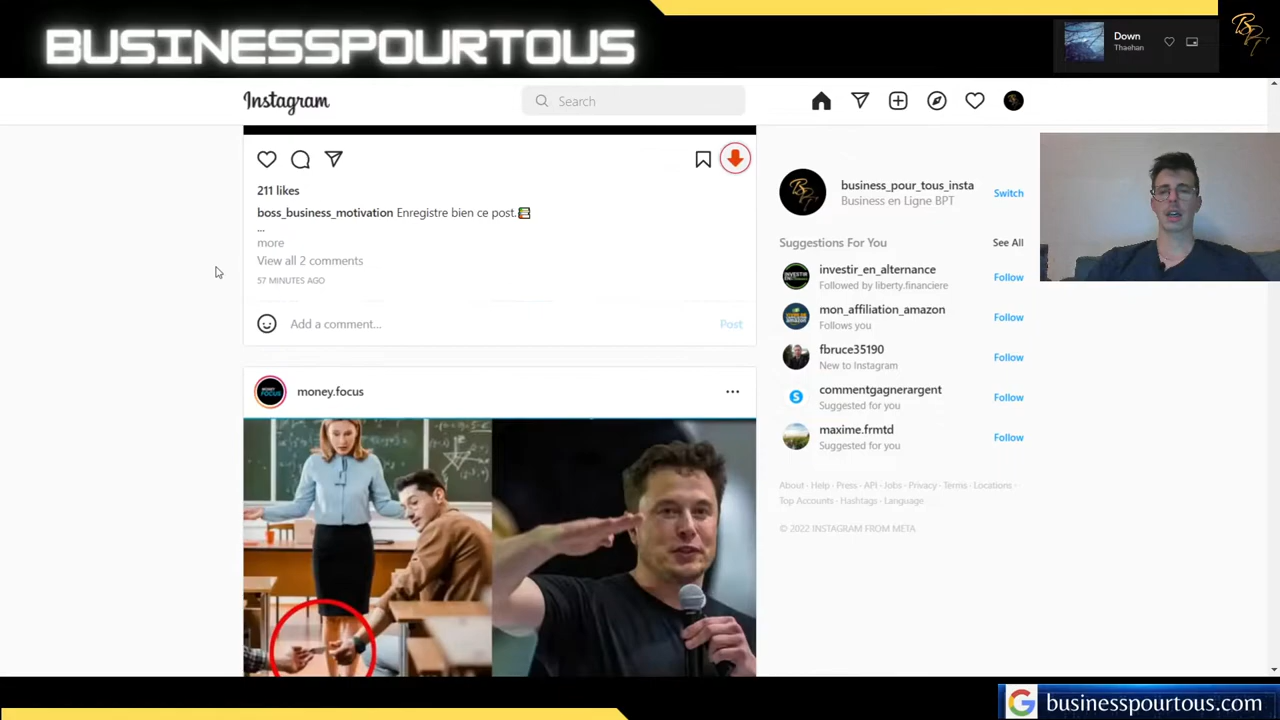 BUSINESSPOURTOUS
Down
Thaehan
Instagram
Search
211 likes
boss_business_motivation Enregistre bien ce post.
...
more
View all 2 comments
57 MINUTES AGO
Add a comment...
Post
money.focus
business_pour_tous_insta
Business en Ligne BPT
Switch
Suggestions For You
See All
investir_en_alternance
Followed by liberty.financiere
Follow
mon_affiliation_amazon
Follows you
Follow
fbruce35190
New to Instagram
Follow
commentgagnerargent
Suggested for you
Follow
maxime.frmtd
Suggested for you
Follow
About · Help · Press · API · Jobs · Privacy · Terms · Locations ·
Top Accounts · Hashtags · Language
© 2022 INSTAGRAM FROM META
businesspourtous.com